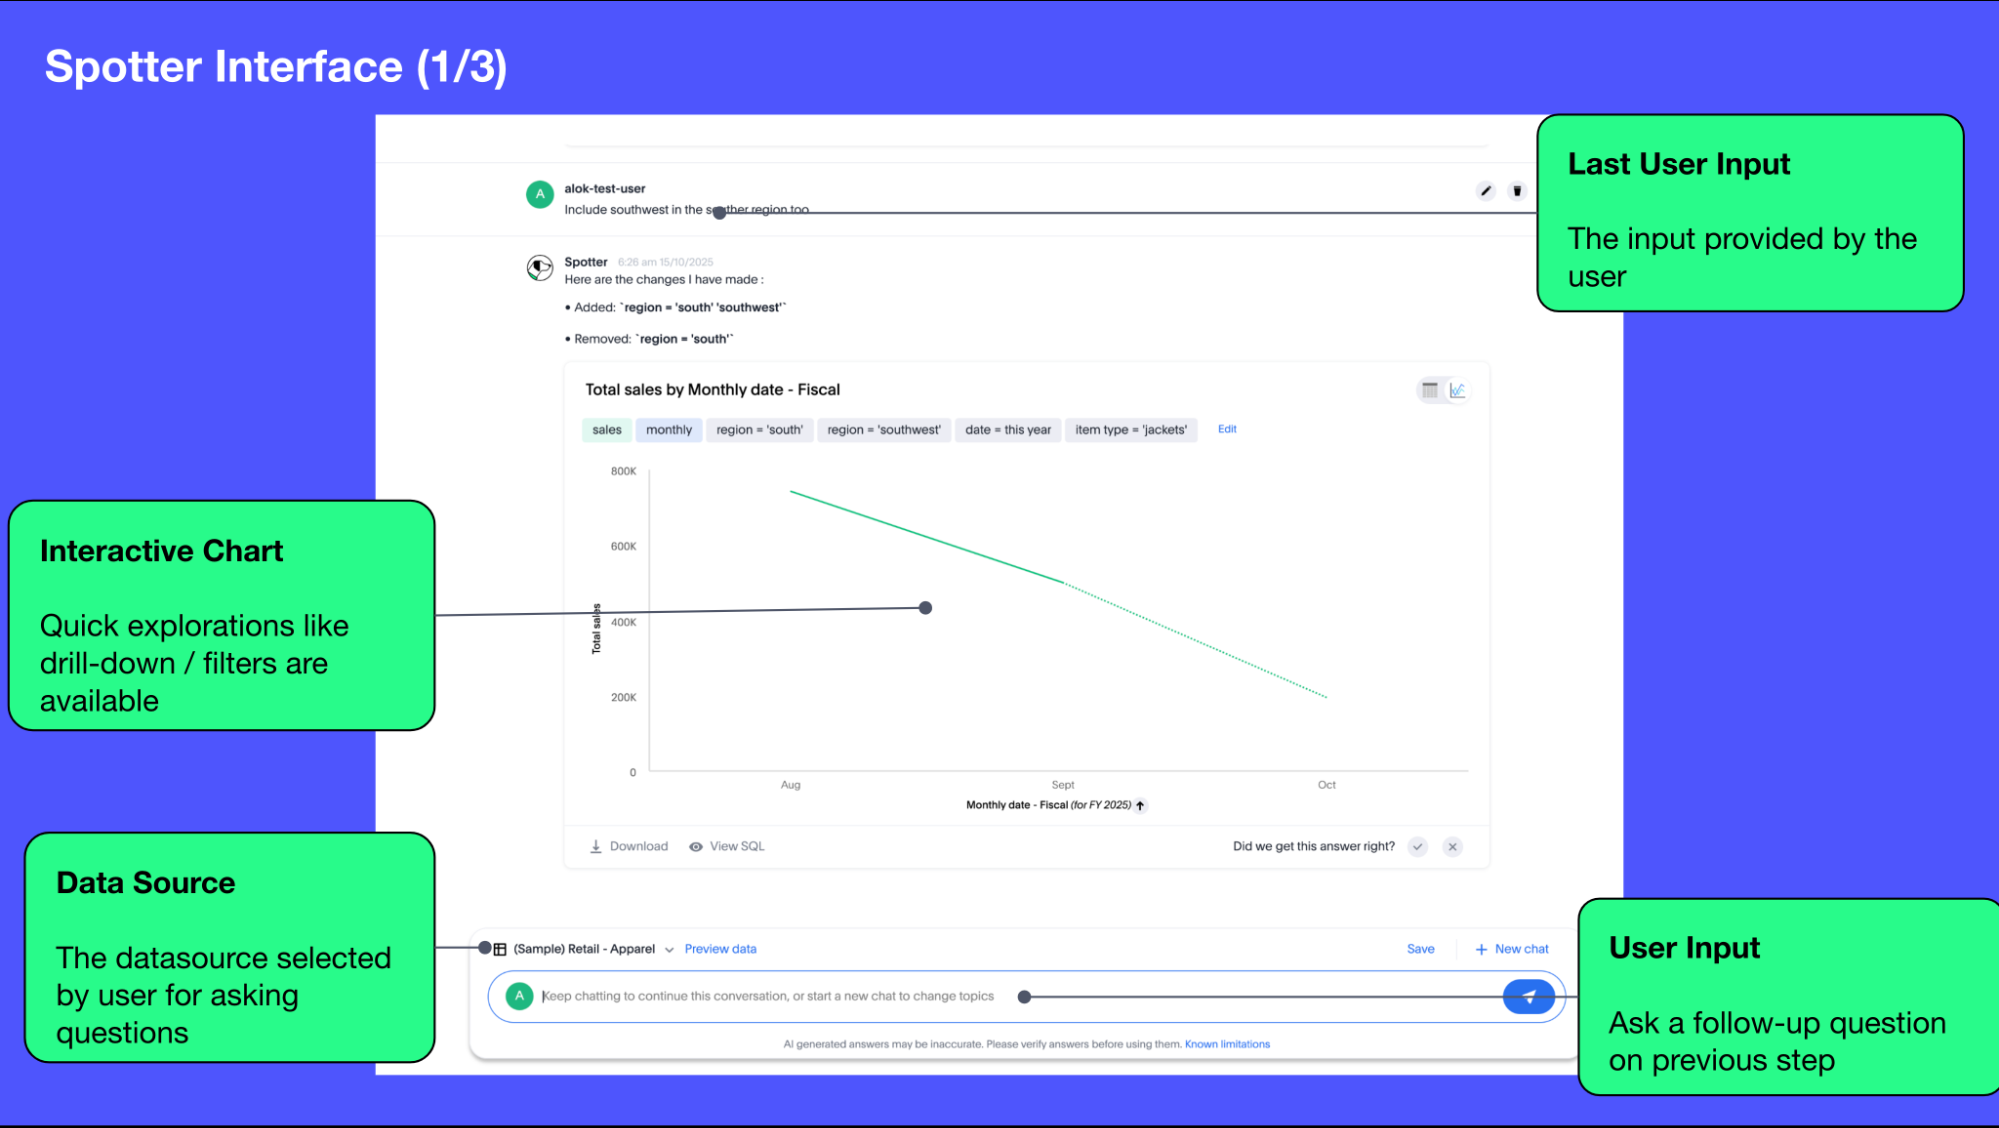 Spotter Interface (1/3)
A
alok-test-user
Include southwest in the souther region too
Last User Input
The input provided by the
user
Spotter 6:26 am 15/10/2025
Here are the changes I have made :
• Added: `region = 'south' 'southwest'`
• Removed: `region = 'south'`
Total sales by Monthly date - Fiscal
sales monthly region = 'south' region = 'southwest' date = this year item type = 'jackets' Edit
800K
600K
400K
200K
0
Total sales
Aug Sept Oct
Monthly date - Fiscal (for FY 2025)
Interactive Chart
Quick explorations like
drill-down / filters are
available
Download View SQL Did we get this answer right?
Data Source
The datasource selected
by user for asking
questions
(Sample) Retail - Apparel Preview data Save + New chat
A Keep chatting to continue this conversation, or start a new chat to change topics
AI generated answers may be inaccurate. Please verify answers before using them. Known limitations
User Input
Ask a follow-up question
on previous step